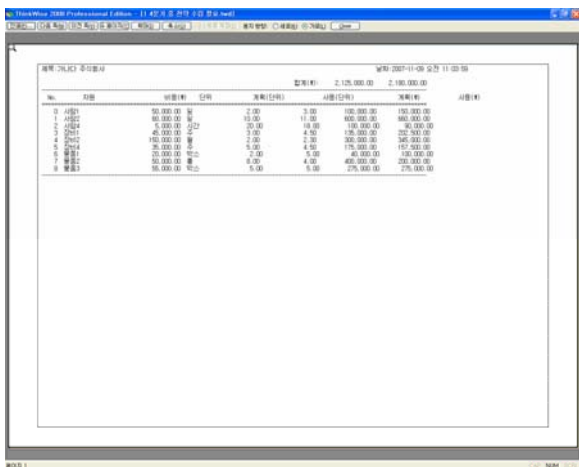 ThinkWise 2008 Professional Edition
제목:가나다 주식회사 날짜:2007-11-09 오전 11:03:59
합계(₩): 2,125,000.00 2,190,000.00
No. 자원 비용(₩) 단위 계획(단위) 사용(단위) 계획(₩) 사용(₩)
0 사람1 50,000.00 일 2.00 3.00 100,000.00 150,000.00
1 사람2 60,000.00 일 10.00 11.00 600,000.00 660,000.00
2 사람4 5,000.00 시간 20.00 18.00 100,000.00 90,000.00
3 장비1 45,000.00 주 3.00 4.50 135,000.00 202,500.00
4 장비2 150,000.00 월 2.00 2.30 300,000.00 345,000.00
5 장비4 35,000.00 주 5.00 4.50 175,000.00 157,500.00
6 물품1 20,000.00 박스 2.00 5.00 40,000.00 100,000.00
7 물품2 50,000.00 8.00 4.00 400,000.00 200,000.00
8 물품3 55,000.00 박스 5.00 5.00 275,000.00 275,000.00
페이지 1 NUM